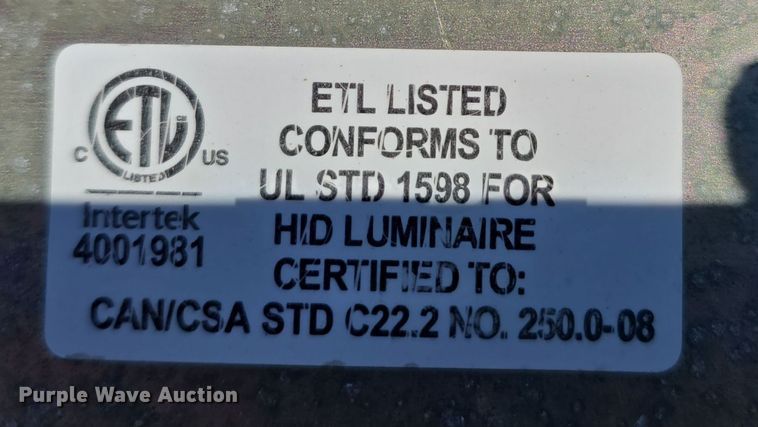 ETL LISTED
CONFORMS TO
UL STD 1598 FOR
HID LUMINAIRE
CERTIFIED TO:
CAN/CSA STD C22.2 NO. 250.0-08
ETL
LISTED
C US
Intertek
4001981
Purple Wave Auction